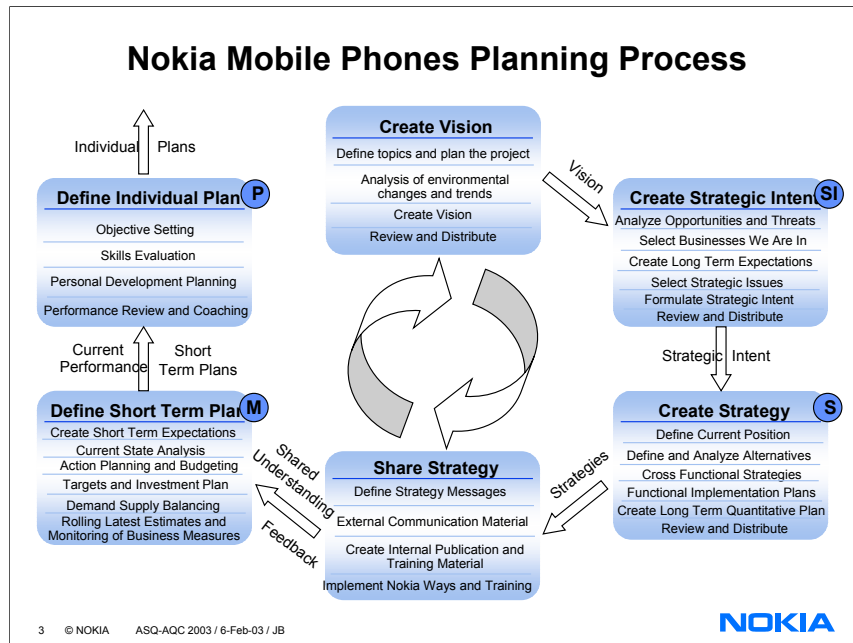 Nokia Mobile Phones Planning Process
Create Vision
Define topics and plan the project
Analysis of environmental
changes and trends
Create Vision
Review and Distribute
Vision
Create Strategic Intent
SI
Analyze Opportunities and Threats
Select Businesses We Are In
Create Long Term Expectations
Select Strategic Issues
Formulate Strategic Intent
Review and Distribute
Strategic Intent
Create Strategy
S
Define Current Position
Define and Analyze Alternatives
Cross Functional Strategies
Functional Implementation Plans
Create Long Term Quantitative Plan
Review and Distribute
Strategies
Share Strategy
Define Strategy Messages
External Communication Material
Create Internal Publication and
Training Material
Implement Nokia Ways and Training
Shared
Understanding
Feedback
Define Short Term Plan
M
Create Short Term Expectations
Current State Analysis
Action Planning and Budgeting
Targets and Investment Plan
Demand Supply Balancing
Rolling Latest Estimates and
Monitoring of Business Measures
Current
Performance
Short
Term Plans
Define Individual Plan
P
Objective Setting
Skills Evaluation
Personal Development Planning
Performance Review and Coaching
Individual Plans
3 © NOKIA ASQ-AQC 2003 / 6-Feb-03 / JB
NOKIA